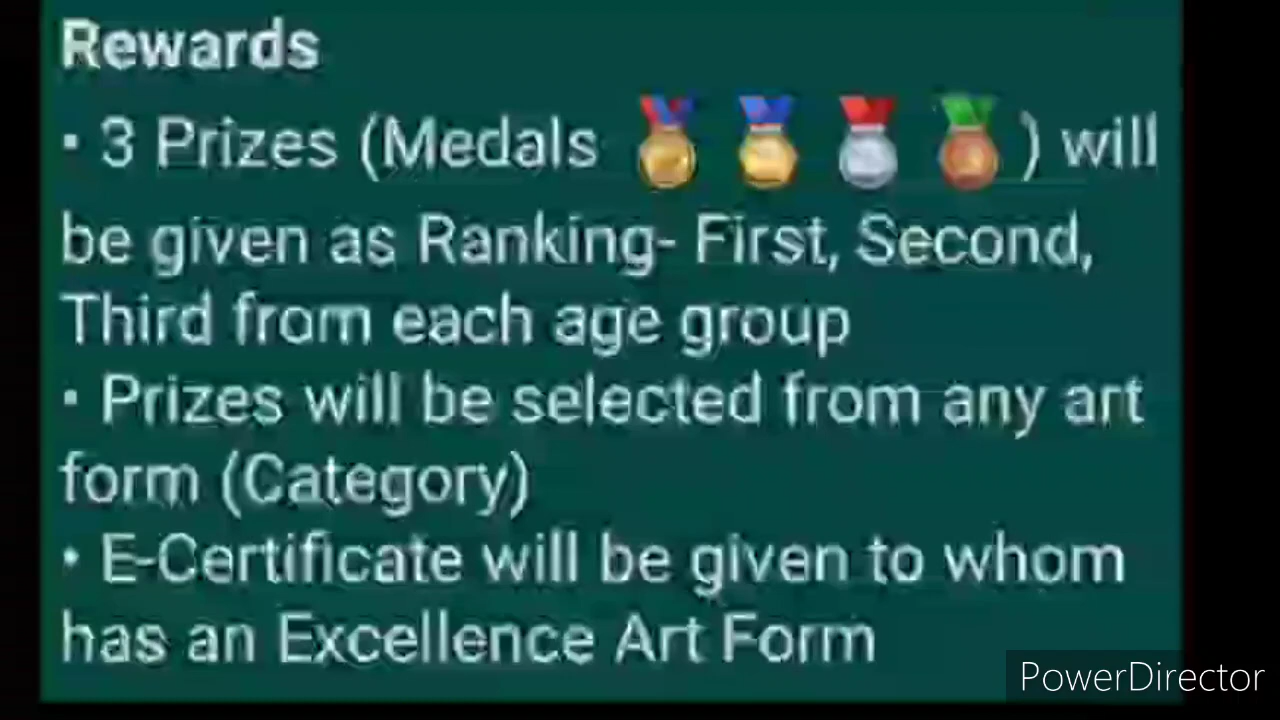 Rewards
• 3 Prizes (Medals 🏅 🥇 🥈 🥉 ) will
be given as Ranking- First, Second,
Third from each age group
• Prizes will be selected from any art
form (Category)
• E-Certificate will be given to whom
has an Excellence Art Form
PowerDirector